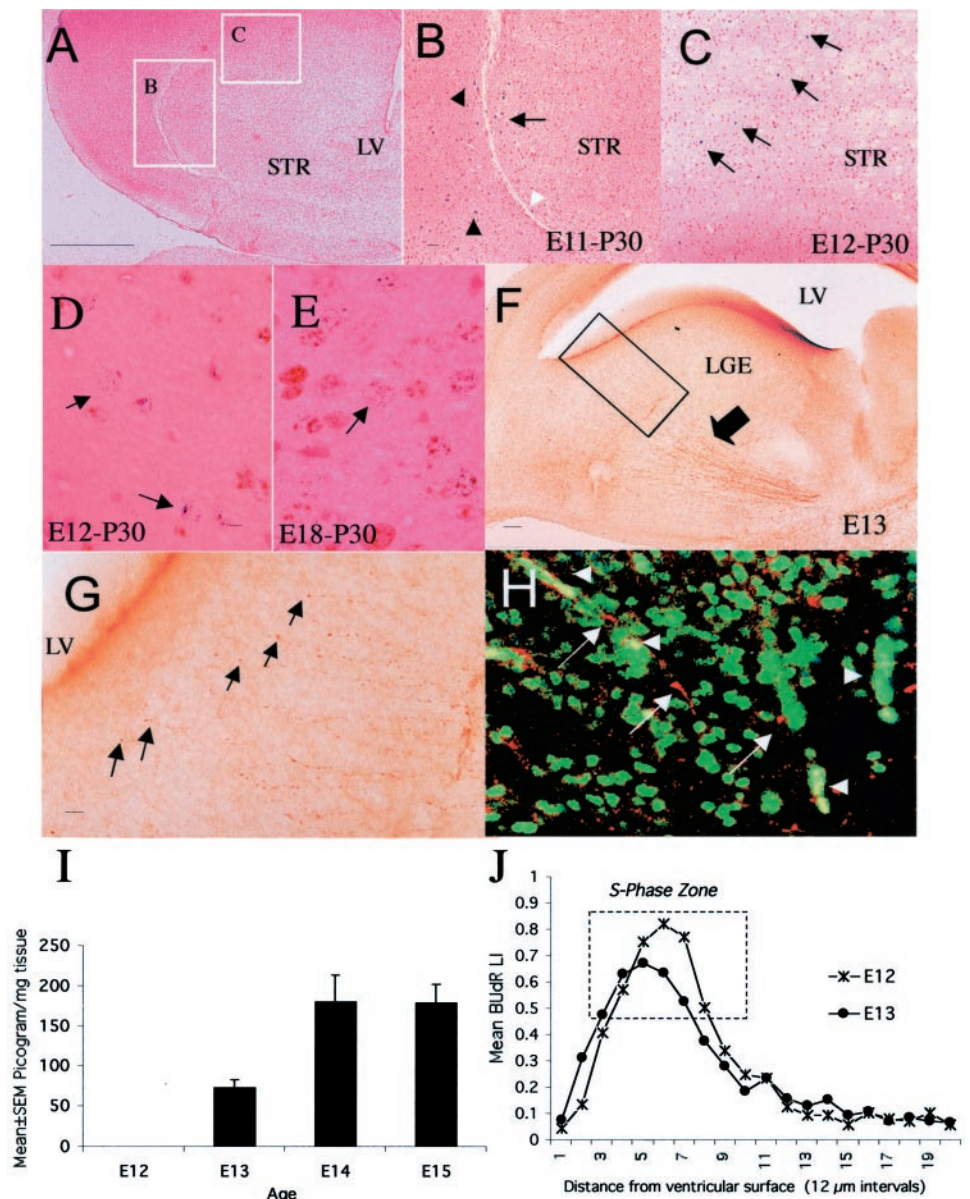 A
B
C
STR
LV
B
STR
E11-P30
C
STR
E12-P30
D
E12-P30
E
E18-P30
F
LV
LGE
E13
G
LV
H
I
Mean±SEM Picogram/mg tissue
250
200
150
100
50
0
E12
E13
E14
E15
Age
J
S-Phase Zone
Mean BUdR LI
1
0.9
0.8
0.7
0.6
0.5
0.4
0.3
0.2
0.1
0
E12
E13
1
3
5
7
9
11
13
15
17
19
Distance from ventricular surface (12 µm intervals)